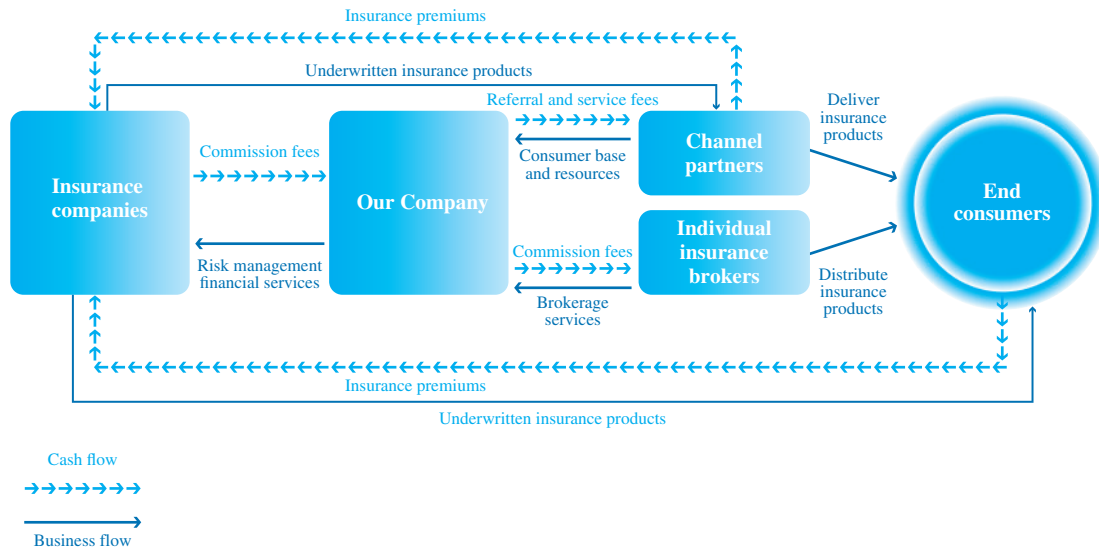 Insurance premiums
Underwritten insurance products
Referral and service fees
Deliver
insurance
products
Commission fees
Channel
partners
Consumer base
and resources
Insurance
companies
Our Company
End
consumers
Individual
insurance
brokers
Commission fees
Risk management
financial services
Distribute
insurance
products
Brokerage
services
Insurance premiums
Underwritten insurance products
Cash flow
Business flow